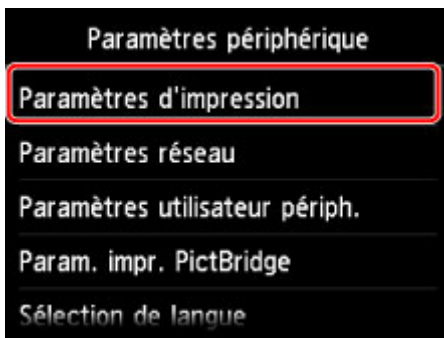 Paramètres périphérique
Paramètres d'impression
Paramètres réseau
Paramètres utilisateur périph.
Param. impr. PictBridge
Sélection de langue